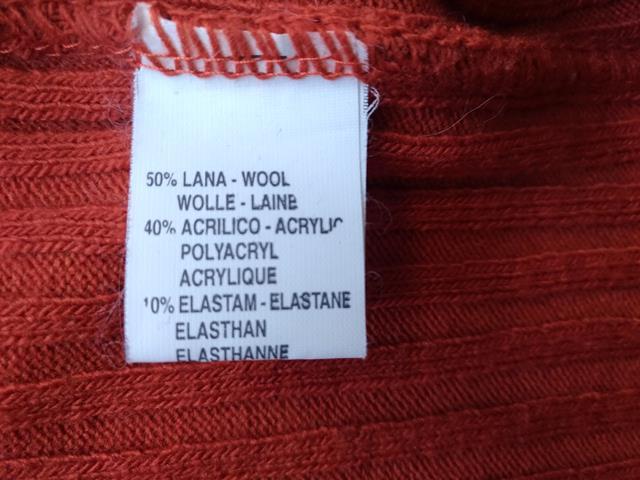 50% LANA - WOOL
WOLLE - LAINE
40% ACRILICO - ACRYLIC
POLYACRYL
ACRYLIQUE
10% ELASTAM - ELASTANE
ELASTHAN
ELASTHANNE